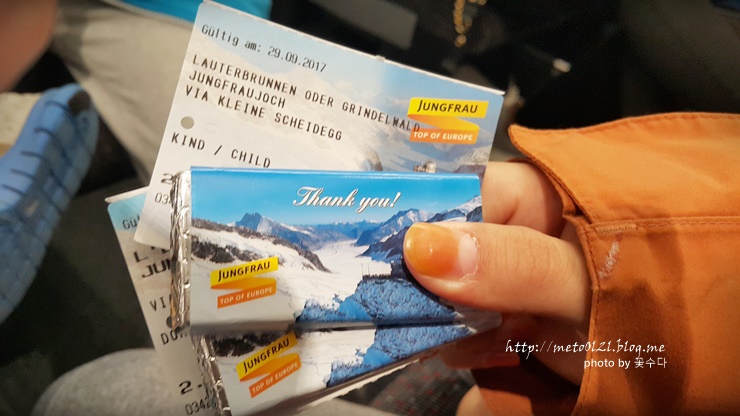 Gültig am: 29.09.2017
LAUTERBRUNNEN ODER GRINDELWALD
JUNGFRAUJOCH
VIA KLEINE SCHEIDEGG
KIND / CHILD
JUNGFRAU
TOP OF EUROPE
Thank you!
JUNGFRAU
TOP OF EUROPE
JUNGFRAU
TOP OF EUROPE
http://meto0121.blog.me
photo by 꽃수다